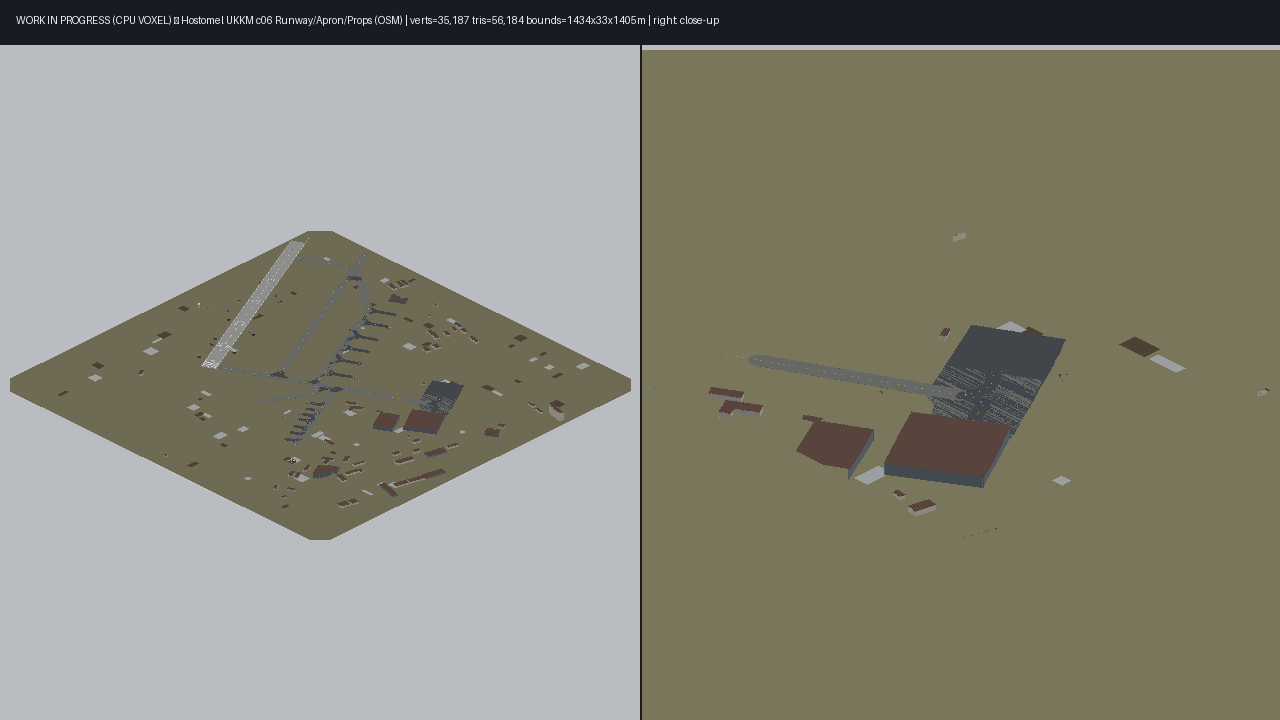 WORK IN PROGRESS (CPU VOXEL) ▯ Hostomel UKKM c06 Runway/Apron/Props (OSM) | verts=35,187 tris=56,184 bounds=1434x33x1405m | right: close-up